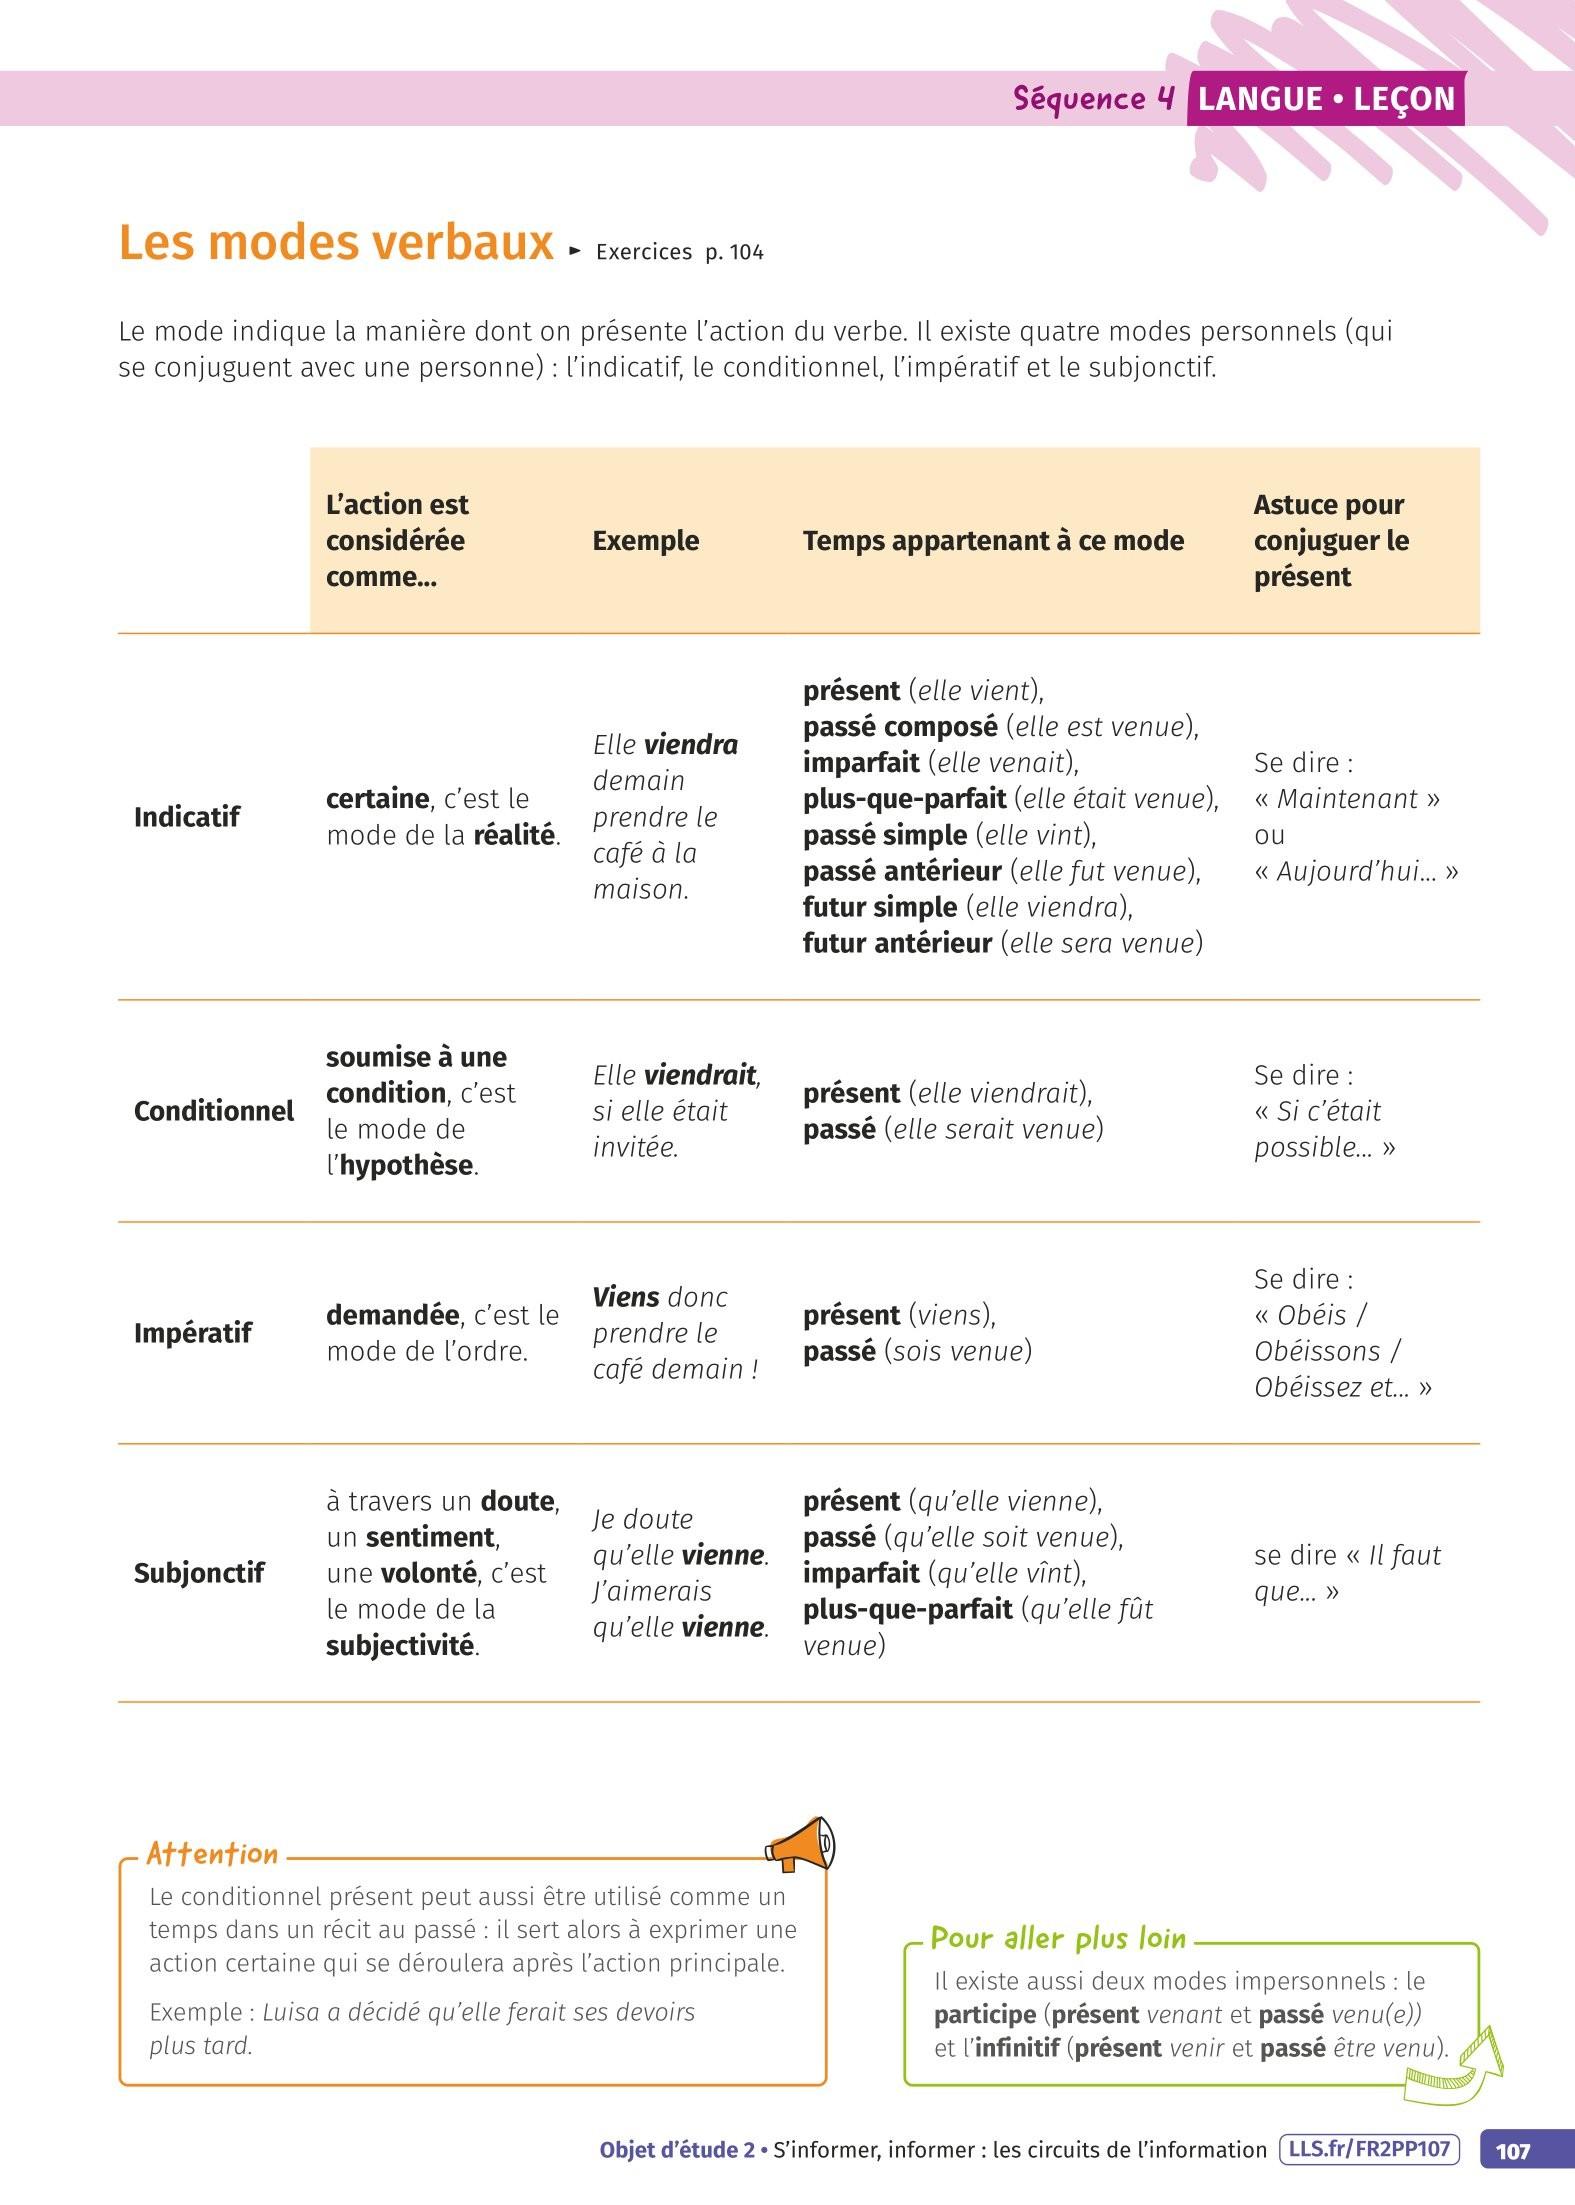 Séquence 4 LANGUE • LEÇON
Les modes verbaux ► Exercices p. 104
Le mode indique la manière dont on présente l’action du verbe. Il existe quatre modes personnels (qui
se conjuguent avec une personne) : l’indicatif, le conditionnel, l’impératif et le subjonctif.
L’action est
considérée
comme…
Exemple
Temps appartenant à ce mode
Astuce pour
conjuguer le
présent
Indicatif
certaine, c’est le
mode de la réalité.
Elle viendra
demain
prendre le
café à la
maison.
présent (elle vient),
passé composé (elle est venue),
imparfait (elle venait),
plus-que-parfait (elle était venue),
passé simple (elle vint),
passé antérieur (elle fut venue),
futur simple (elle viendra),
futur antérieur (elle sera venue)
Se dire :
« Maintenant »
ou
« Aujourd’hui… »
Conditionnel
soumise à une
condition, c’est
le mode de
l’hypothèse.
Elle viendrait,
si elle était
invitée.
présent (elle viendrait),
passé (elle serait venue)
Se dire :
« Si c’était
possible… »
Impératif
demandée, c’est le
mode de l’ordre.
Viens donc
prendre le
café demain !
présent (viens),
passé (sois venue)
Se dire :
« Obéis /
Obéissons /
Obéissez et… »
Subjonctif
à travers un doute,
un sentiment,
une volonté, c’est
le mode de la
subjectivité.
Je doute
qu’elle vienne.
J’aimerais
qu’elle vienne.
présent (qu’elle vienne),
passé (qu’elle soit venue),
imparfait (qu’elle vînt),
plus-que-parfait (qu’elle fût
venue)
se dire « Il faut
que… »
Attention
Le conditionnel présent peut aussi être utilisé comme un
temps dans un récit au passé : il sert alors à exprimer une
action certaine qui se déroulera après l’action principale.
Exemple : Luisa a décidé qu’elle ferait ses devoirs
plus tard.
Pour aller plus loin
Il existe aussi deux modes impersonnels : le
participe (présent venant et passé venu(e))
et l’infinitif (présent venir et passé être venu).
Objet d’étude 2 • S’informer, informer : les circuits de l’information LLS.fr/FR2PP107 107